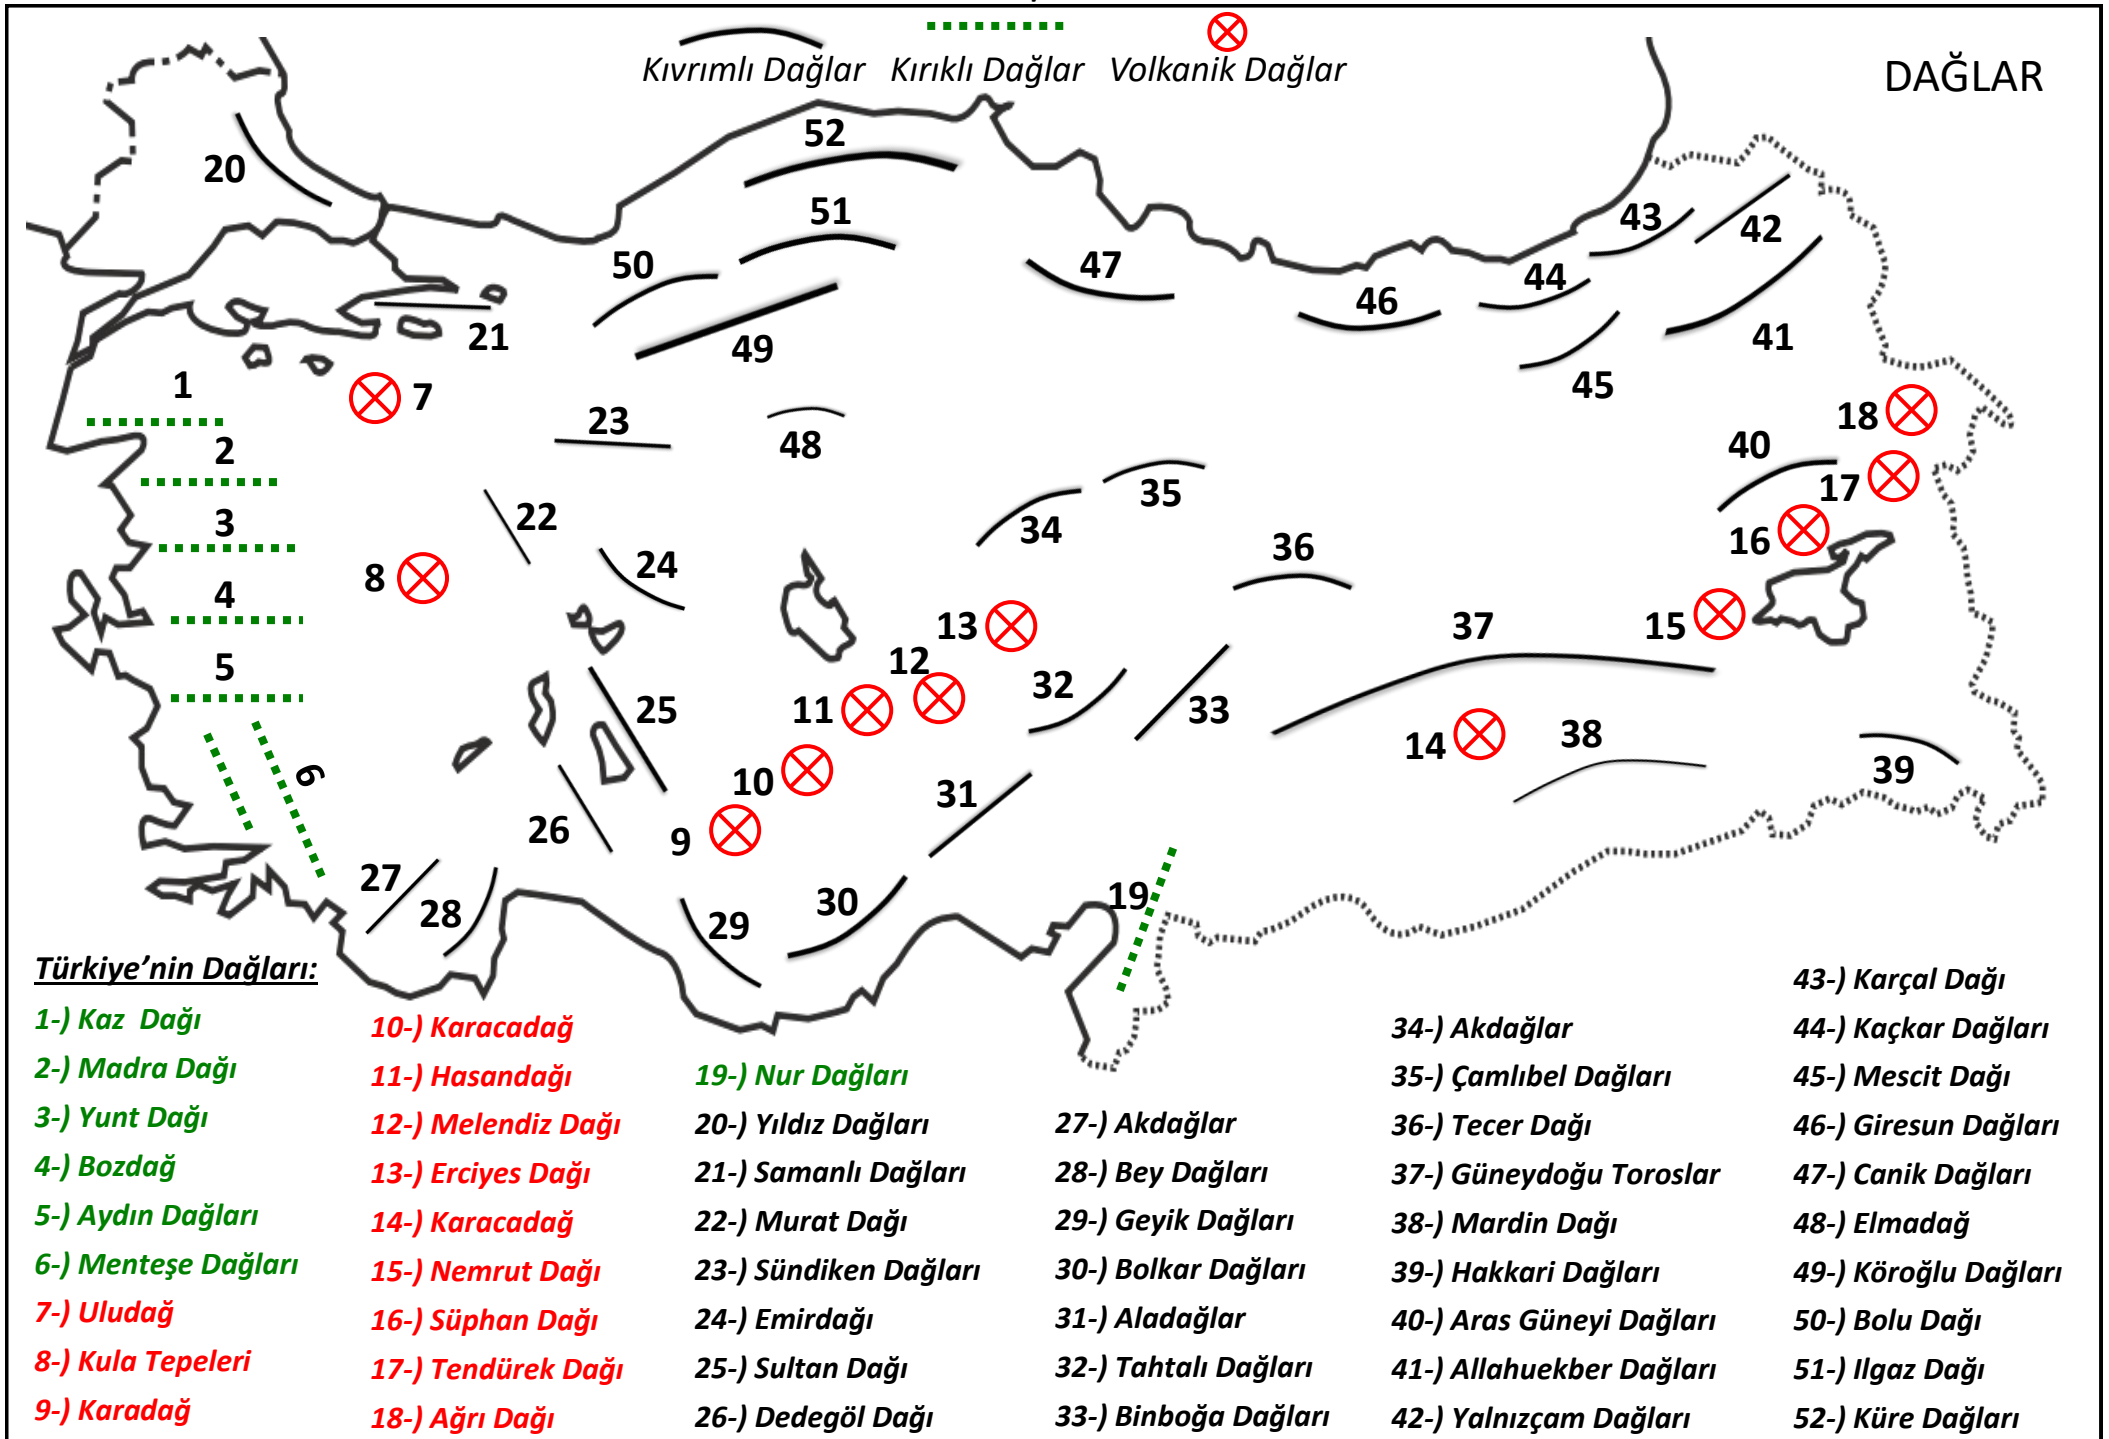 Kıvrımlı Dağlar Kırıklı Dağlar Volkanik Dağlar
DAĞLAR
52
20
51
43
42
50
47
44
46
21
49
41
1
45
7
18
23
2
48
40
35
17
22
3
34
16
36
24
8
4
13
37
15
12
5
32
25
11
33
38
14
6
10
39
31
26
9
27
19
28
30
29
Türkiye’nin Dağları:
1-) Kaz Dağı
2-) Madra Dağı
3-) Yunt Dağı
4-) Bozdağ
5-) Aydın Dağları
6-) Menteşe Dağları
7-) Uludağ
8-) Kula Tepeleri
9-) Karadağ
10-) Karacadağ
11-) Hasandağı
12-) Melendiz Dağı
13-) Erciyes Dağı
14-) Karacadağ
15-) Nemrut Dağı
16-) Süphan Dağı
17-) Tendürek Dağı
18-) Ağrı Dağı
19-) Nur Dağları
20-) Yıldız Dağları
21-) Samanlı Dağları
22-) Murat Dağı
23-) Sündiken Dağları
24-) Emirdağı
25-) Sultan Dağı
26-) Dedegöl Dağı
27-) Akdağlar
28-) Bey Dağları
29-) Geyik Dağları
30-) Bolkar Dağları
31-) Aladağlar
32-) Tahtalı Dağları
33-) Binboğa Dağları
34-) Akdağlar
35-) Çamlıbel Dağları
36-) Tecer Dağı
37-) Güneydoğu Toroslar
38-) Mardin Dağı
39-) Hakkari Dağları
40-) Aras Güneyi Dağları
41-) Allahuekber Dağları
42-) Yalnızçam Dağları
43-) Karçal Dağı
44-) Kaçkar Dağları
45-) Mescit Dağı
46-) Giresun Dağları
47-) Canik Dağları
48-) Elmadağ
49-) Köroğlu Dağları
50-) Bolu Dağı
51-) Ilgaz Dağı
52-) Küre Dağları